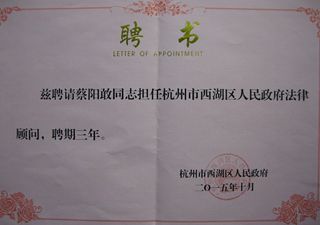 聘书
LETTER OF APPOINTMENT
兹聘请蔡阳敢同志担任杭州市西湖区人民政府法律
顾问，聘期三年。
杭州市西湖区人民政府
二〇一五年十月